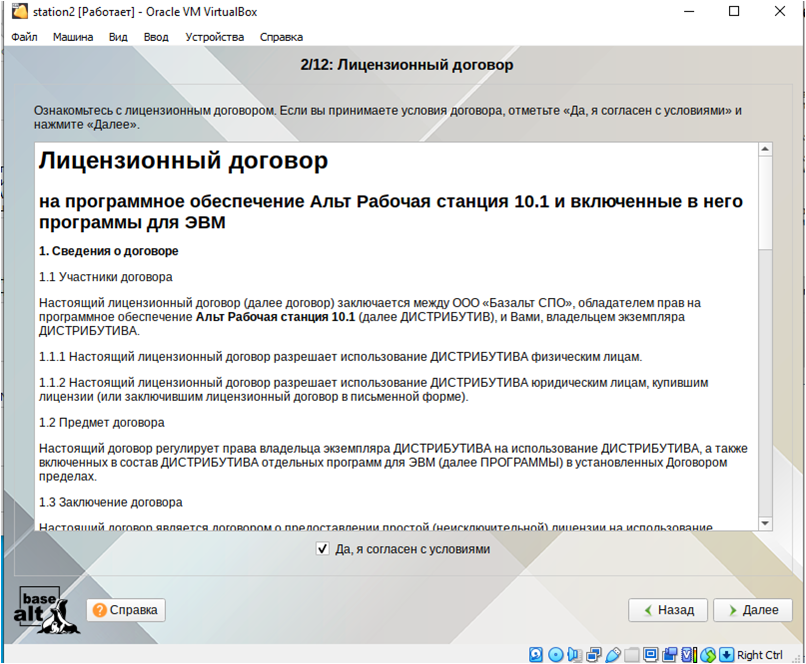 station2 [Работает] - Oracle VM VirtualBox
Файл Машина Вид Ввод Устройства Справка
2/12: Лицензионный договор
Ознакомьтесь с лицензионным договором. Если вы принимаете условия договора, отметьте «Да, я согласен с условиями» и
нажмите «Далее».
Лицензионный договор
на программное обеспечение Альт Рабочая станция 10.1 и включенные в него
программы для ЭВМ
1. Сведения о договоре
1.1 Участники договора
Настоящий лицензионный договор (далее договор) заключается между ООО «Базальт СПО», обладателем прав на
программное обеспечение Альт Рабочая станция 10.1 (далее ДИСТРИБУТИВ), и Вами, владельцем экземпляра
ДИСТРИБУТИВА.
1.1.1 Настоящий лицензионный договор разрешает использование ДИСТРИБУТИВА физическим лицам.
1.1.2 Настоящий лицензионный договор разрешает использование ДИСТРИБУТИВА юридическим лицам, купившим
лицензии (или заключившим лицензионный договор в письменной форме).
1.2 Предмет договора
Настоящий договор регулирует права владельца экземпляра ДИСТРИБУТИВА на использование ДИСТРИБУТИВА, а также
включенных в состав ДИСТРИБУТИВА отдельных программ для ЭВМ (далее ПРОГРАММЫ) в установленных Договором
пределах.
1.3 Заключение договора
Настоящий договор является договором о предоставлении простой (неисключительной) лицензии на использование
Да, я согласен с условиями
base
alt
Справка
Назад
Далее
Right Ctrl